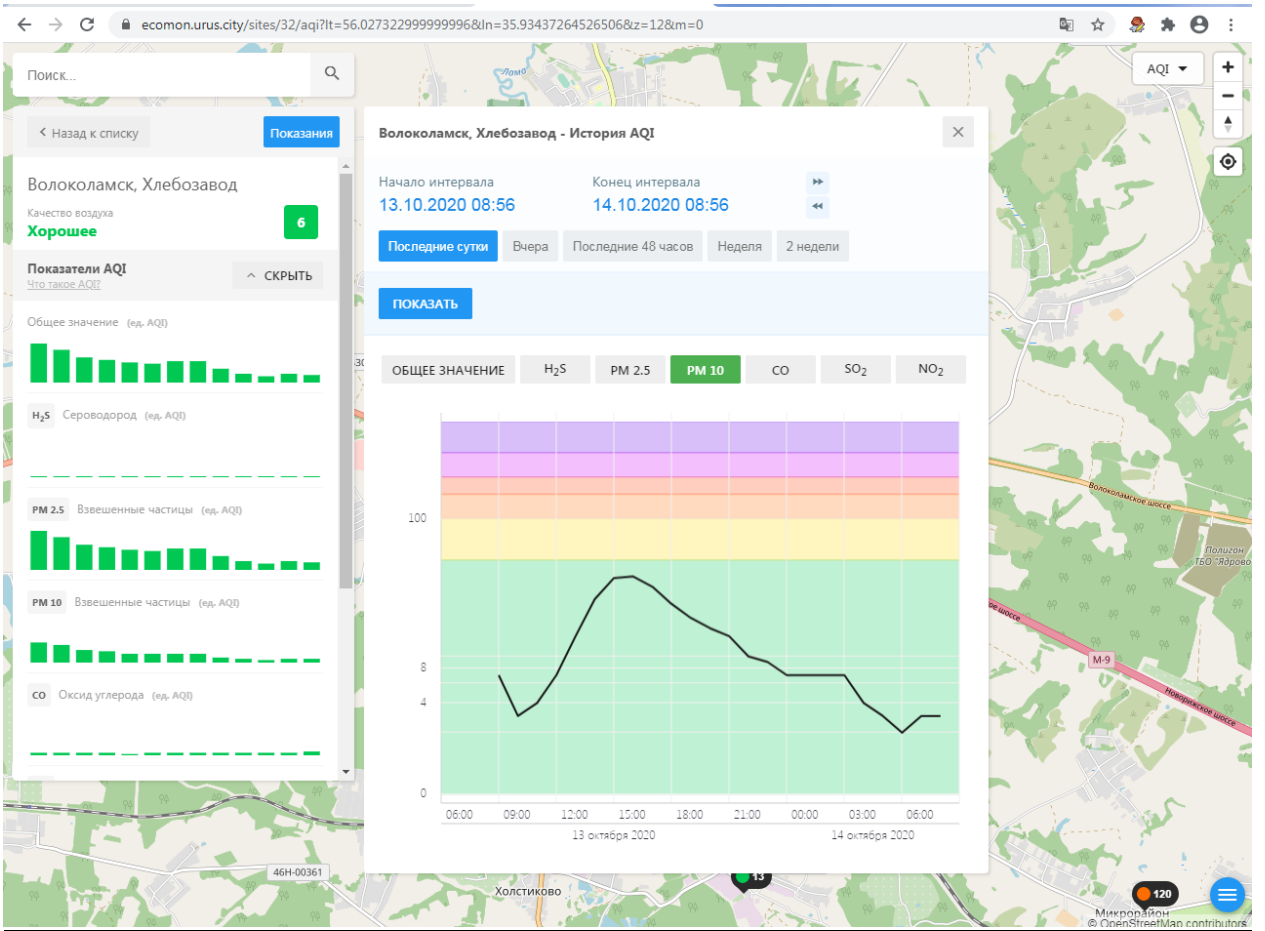 ecomon.urus.city/sites/32/aqi?lt=56.02732299999999​96&ln=35.93437264526506&z=12&m=0
Поиск...
AQI
Назад к списку
Показания
Волоколамск, Хлебозавод - История AQI
Волоколамск, Хлебозавод
Качество воздуха
Хорошее
6
Начало интервала
Конец интервала
13.10.2020 08:56
14.10.2020 08:56
Последние сутки
Вчера
Последние 48 часов
Неделя
2 недели
Показатели AQI
Что такое AQI?
СКРЫТЬ
ПОКАЗАТЬ
Общее значение (ед. AQI)
H₂S Сероводород (ед. AQI)
PM 2.5 Взвешенные частицы (ед. AQI)
PM 10 Взвешенные частицы (ед. AQI)
CO Оксид углерода (ед. AQI)
ОБЩЕЕ ЗНАЧЕНИЕ
H₂S
PM 2.5
PM 10
CO
SO₂
NO₂
100
8
4
0
06:00 09:00 12:00 15:00 18:00 21:00 00:00 03:00 06:00
13 октября 2020
14 октября 2020
Лама
Волоколамское шоссе
Полигон
ТБО "Ядрово
М-9
Новорижское шоссе
46Н-00361
Холстиково
13
120
Микрорайон
© OpenStreetMap contributors